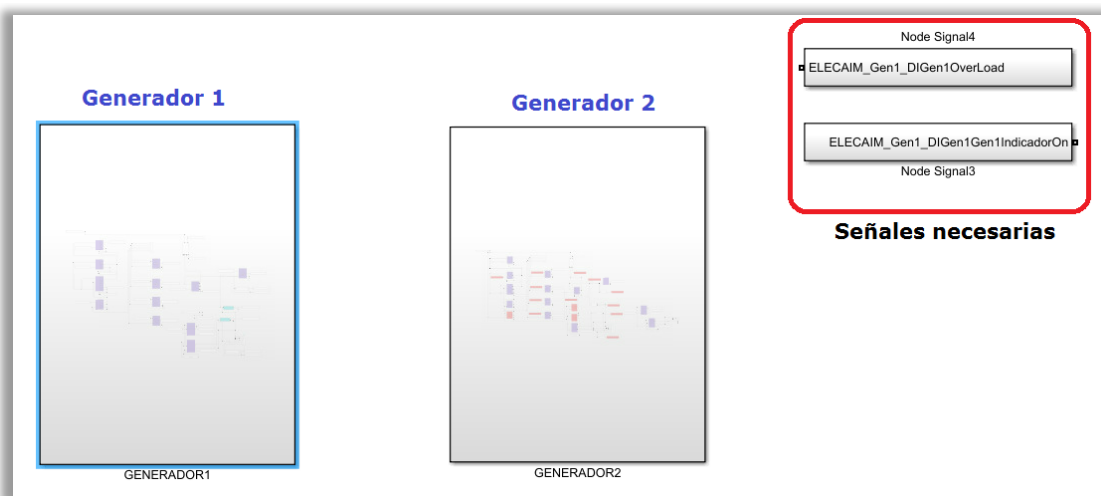 Node Signal4
ELECAIM_Gen1_DIGen1OverLoad
Generador 1
Generador 2
ELECAIM_Gen1_DIGen1Gen1IndicadorOn
Node Signal3
Señales necesarias
GENERADOR1
GENERADOR2